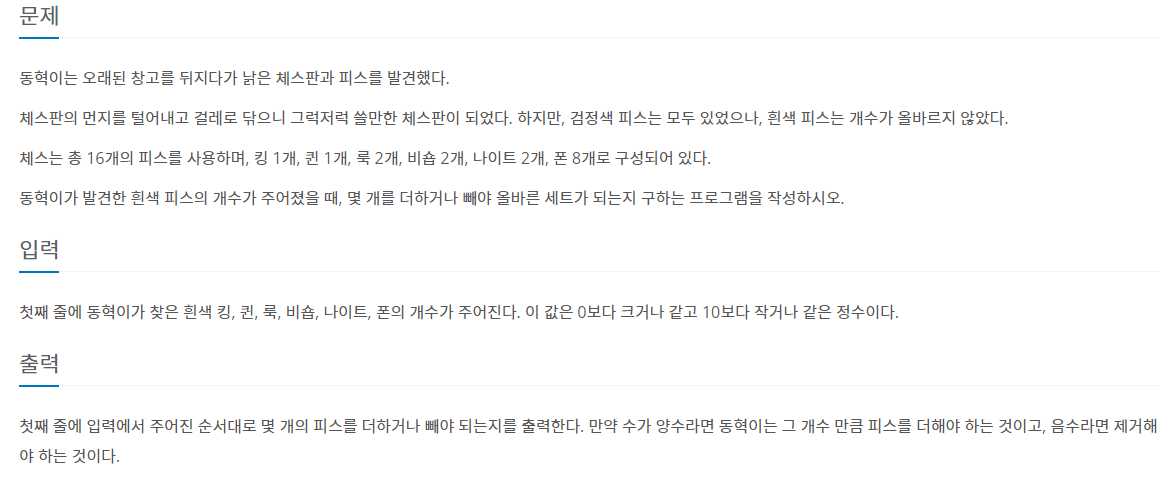 문제
동혁이는 오래된 창고를 뒤지다가 낡은 체스판과 피스를 발견했다.
체스판의 먼지를 털어내고 걸레로 닦으니 그럭저럭 쓸만한 체스판이 되었다. 하지만, 검정색 피스는 모두 있었으나, 흰색 피스는 개수가 올바르지 않았다.
체스는 총 16개의 피스를 사용하며, 킹 1개, 퀸 1개, 룩 2개, 비숍 2개, 나이트 2개, 폰 8개로 구성되어 있다.
동혁이가 발견한 흰색 피스의 개수가 주어졌을 때, 몇 개를 더하거나 빼야 올바른 세트가 되는지 구하는 프로그램을 작성하시오.
입력
첫째 줄에 동혁이가 찾은 흰색 킹, 퀸, 룩, 비숍, 나이트, 폰의 개수가 주어진다. 이 값은 0보다 크거나 같고 10보다 작거나 같은 정수이다.
출력
첫째 줄에 입력에서 주어진 순서대로 몇 개의 피스를 더하거나 빼야 되는지를 출력한다. 만약 수가 양수라면 동혁이는 그 개수 만큼 피스를 더해야 하는 것이고, 음수라면 제거해
야 하는 것이다.